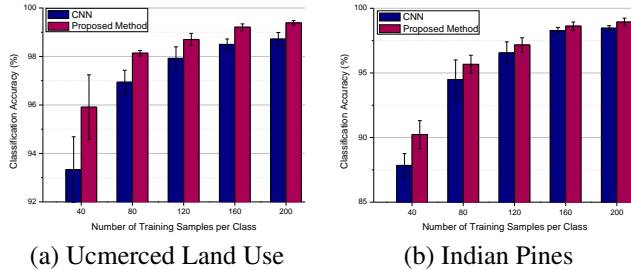 CNN
Proposed Method
Classification Accuracy (%)
100
98
96
94
93
92
40
80
120
160
200
Number of Training Samples per Class
(a) Ucmerced Land Use
CNN
Proposed Method
Classification Accuracy (%)
100
95
90
85
40
80
120
160
200
Number of Training Samples per Class
(b) Indian Pines